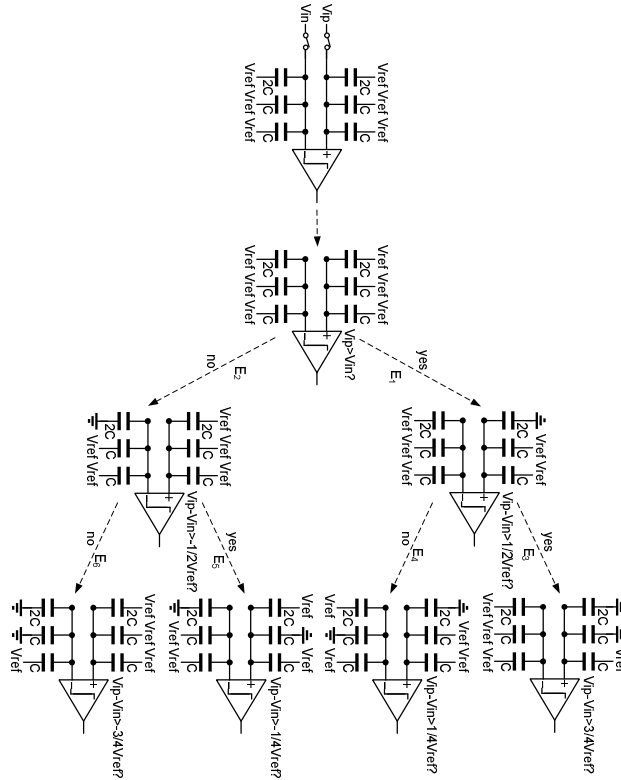 Vin
Vip
Vref Vref Vref
2C C C
2C C C
Vref Vref Vref
Vref Vref Vref
2C C C
2C C C
Vref Vref Vref
Vip>Vin?
yes
E1
no
E2
2C C C
Vref Vref
2C C C
Vref Vref Vref
Vip-Vin>1/2Vref?
yes
E3
no
E4
Vref Vref Vref
2C C C
2C C C
Vref Vref
Vip-Vin>-1/2Vref?
yes
E5
no
E6
2C C C
Vref
2C C C
Vref Vref Vref
Vip-Vin>3/4Vref?
2C C C
Vref Vref
2C C C
Vref Vref
Vip-Vin>1/4Vref?
Vref Vref
2C C C
2C C C
Vref Vref
Vip-Vin>-1/4Vref?
Vref Vref Vref
2C C C
2C C C
Vref
Vip-Vin>-3/4Vref?